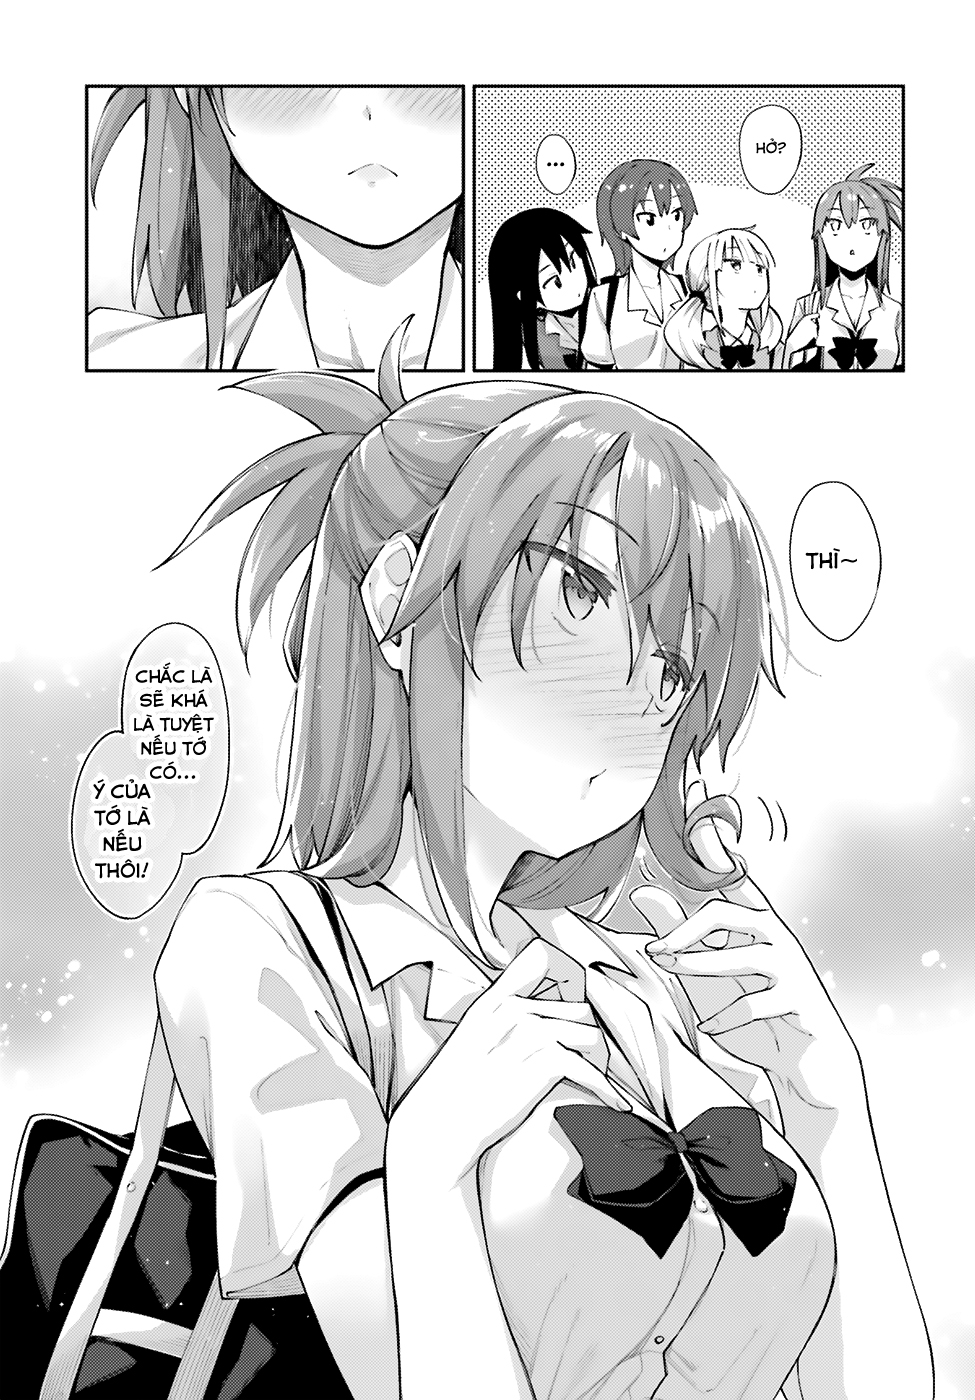 HỞ?
...
THÌ~
CHẮC LÀ
SẼ KHÁ
LÀ TUYỆT
NẾU TỚ
CÓ...
Ý CỦA
TỚ LÀ
NẾU
THÔI!